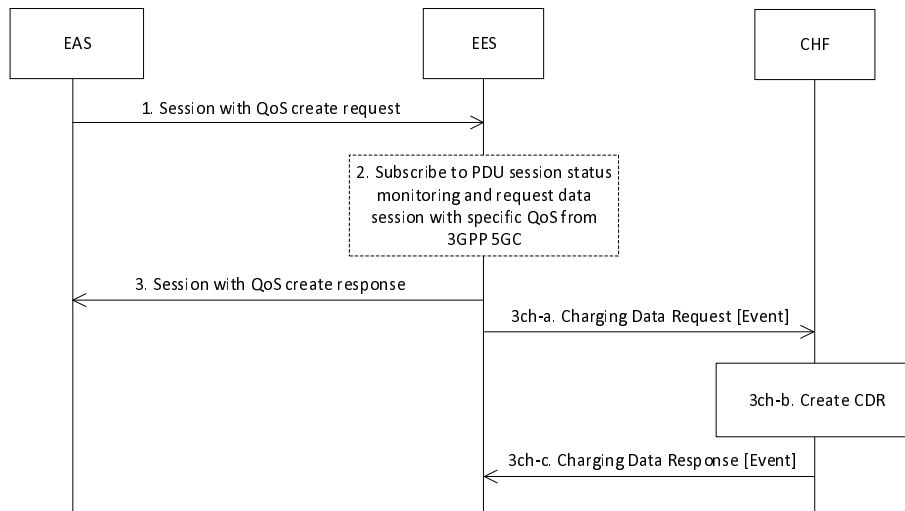 EAS
EES
CHF
1. Session with QoS create request
2. Subscribe to PDU session status
monitoring and request data
session with specific QoS from
3GPP 5GC
3. Session with QoS create response
3ch-a. Charging Data Request [Event]
3ch-b. Create CDR
3ch-c. Charging Data Response [Event]